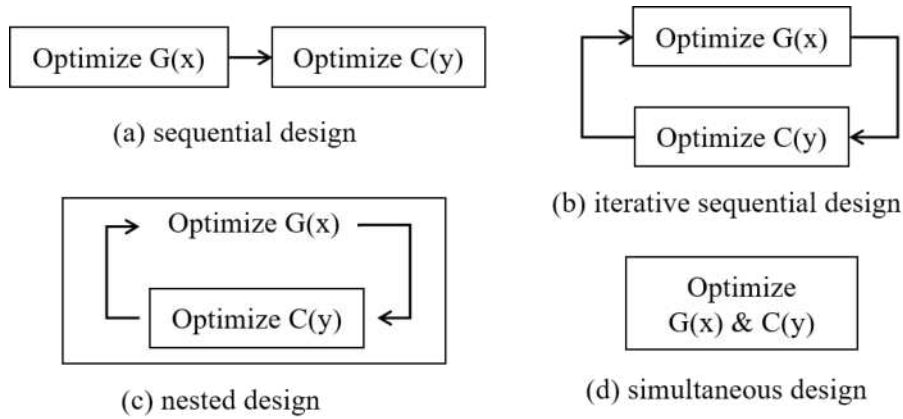 Optimize G(x)
Optimize C(y)
(a) sequential design
Optimize G(x)
Optimize C(y)
(b) iterative sequential design
Optimize G(x)
Optimize C(y)
(c) nested design
Optimize
G(x) & C(y)
(d) simultaneous design